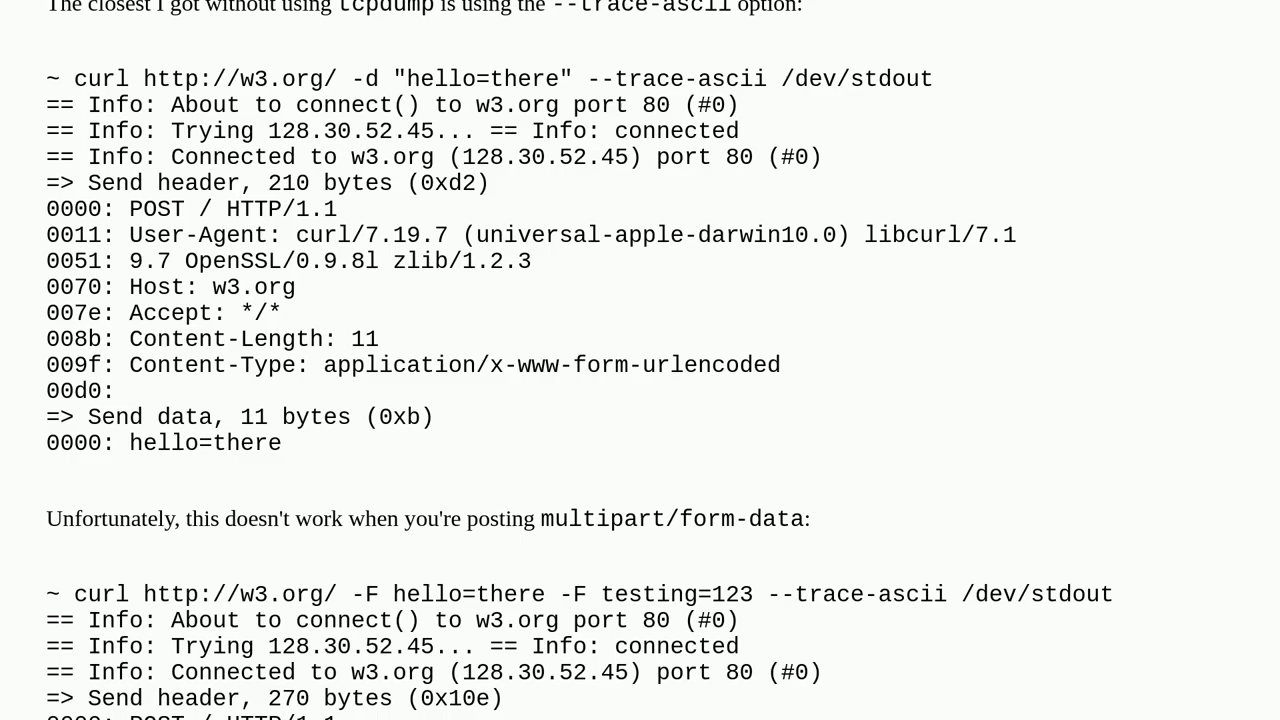 The closest I got without using tcpdump is using the --trace-ascii option:
~ curl http://w3.org/ -d "hello=there" --trace-ascii /dev/stdout
== Info: About to connect() to w3.org port 80 (#0)
== Info: Trying 128.30.52.45... == Info: connected
== Info: Connected to w3.org (128.30.52.45) port 80 (#0)
=> Send header, 210 bytes (0xd2)
0000: POST / HTTP/1.1
0011: User-Agent: curl/7.19.7 (universal-apple-darwin10.0) libcurl/7.1
0051: 9.7 OpenSSL/0.9.8l zlib/1.2.3
0070: Host: w3.org
007e: Accept: */*
008b: Content-Length: 11
009f: Content-Type: application/x-www-form-urlencoded
00d0:
=> Send data, 11 bytes (0xb)
0000: hello=there
Unfortunately, this doesn't work when you're posting multipart/form-data:
~ curl http://w3.org/ -F hello=there -F testing=123 --trace-ascii /dev/stdout
== Info: About to connect() to w3.org port 80 (#0)
== Info: Trying 128.30.52.45... == Info: connected
== Info: Connected to w3.org (128.30.52.45) port 80 (#0)
=> Send header, 270 bytes (0x10e)
0000: POST / HTTP/1.1